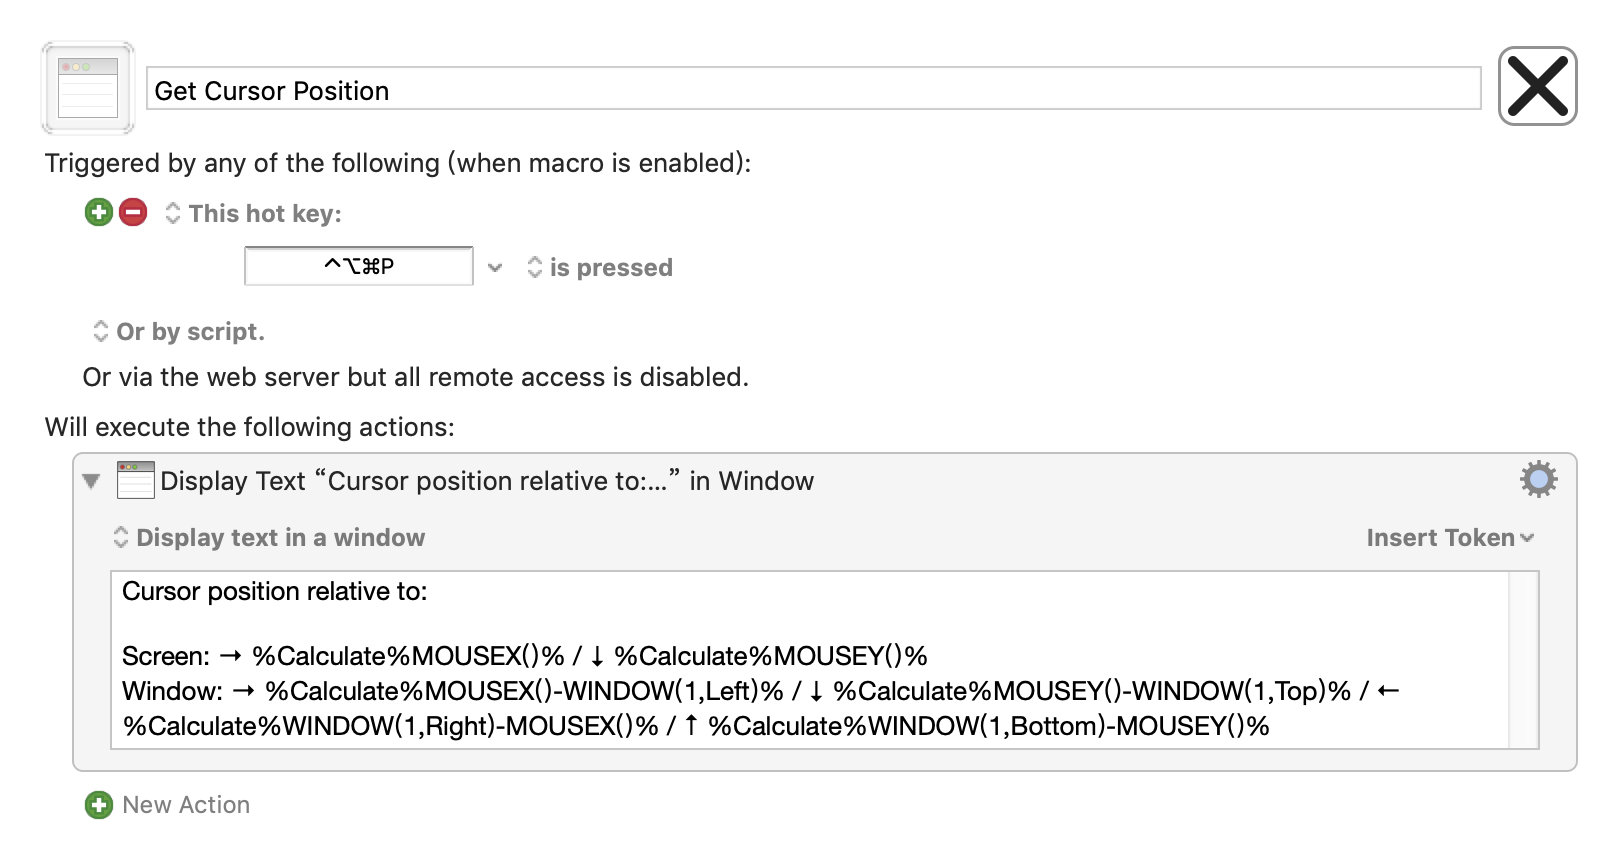 Get Cursor Position
Triggered by any of the following (when macro is enabled):
This hot key:
^⌥⌘P
is pressed
Or by script.
Or via the web server but all remote access is disabled.
Will execute the following actions:
Display Text “Cursor position relative to:...” in Window
Display text in a window
Insert Token
Cursor position relative to:
Screen: → %Calculate%MOUSEX()% / ↓ %Calculate%MOUSEY()%
Window: → %Calculate%MOUSEX()-WINDOW(1,Left)% / ↓ %Calculate%MOUSEY()-WINDOW(1,Top)% / ←
%Calculate%WINDOW(1,Right)-MOUSEX()% / ↑ %Calculate%WINDOW(1,Bottom)-MOUSEY()%
New Action